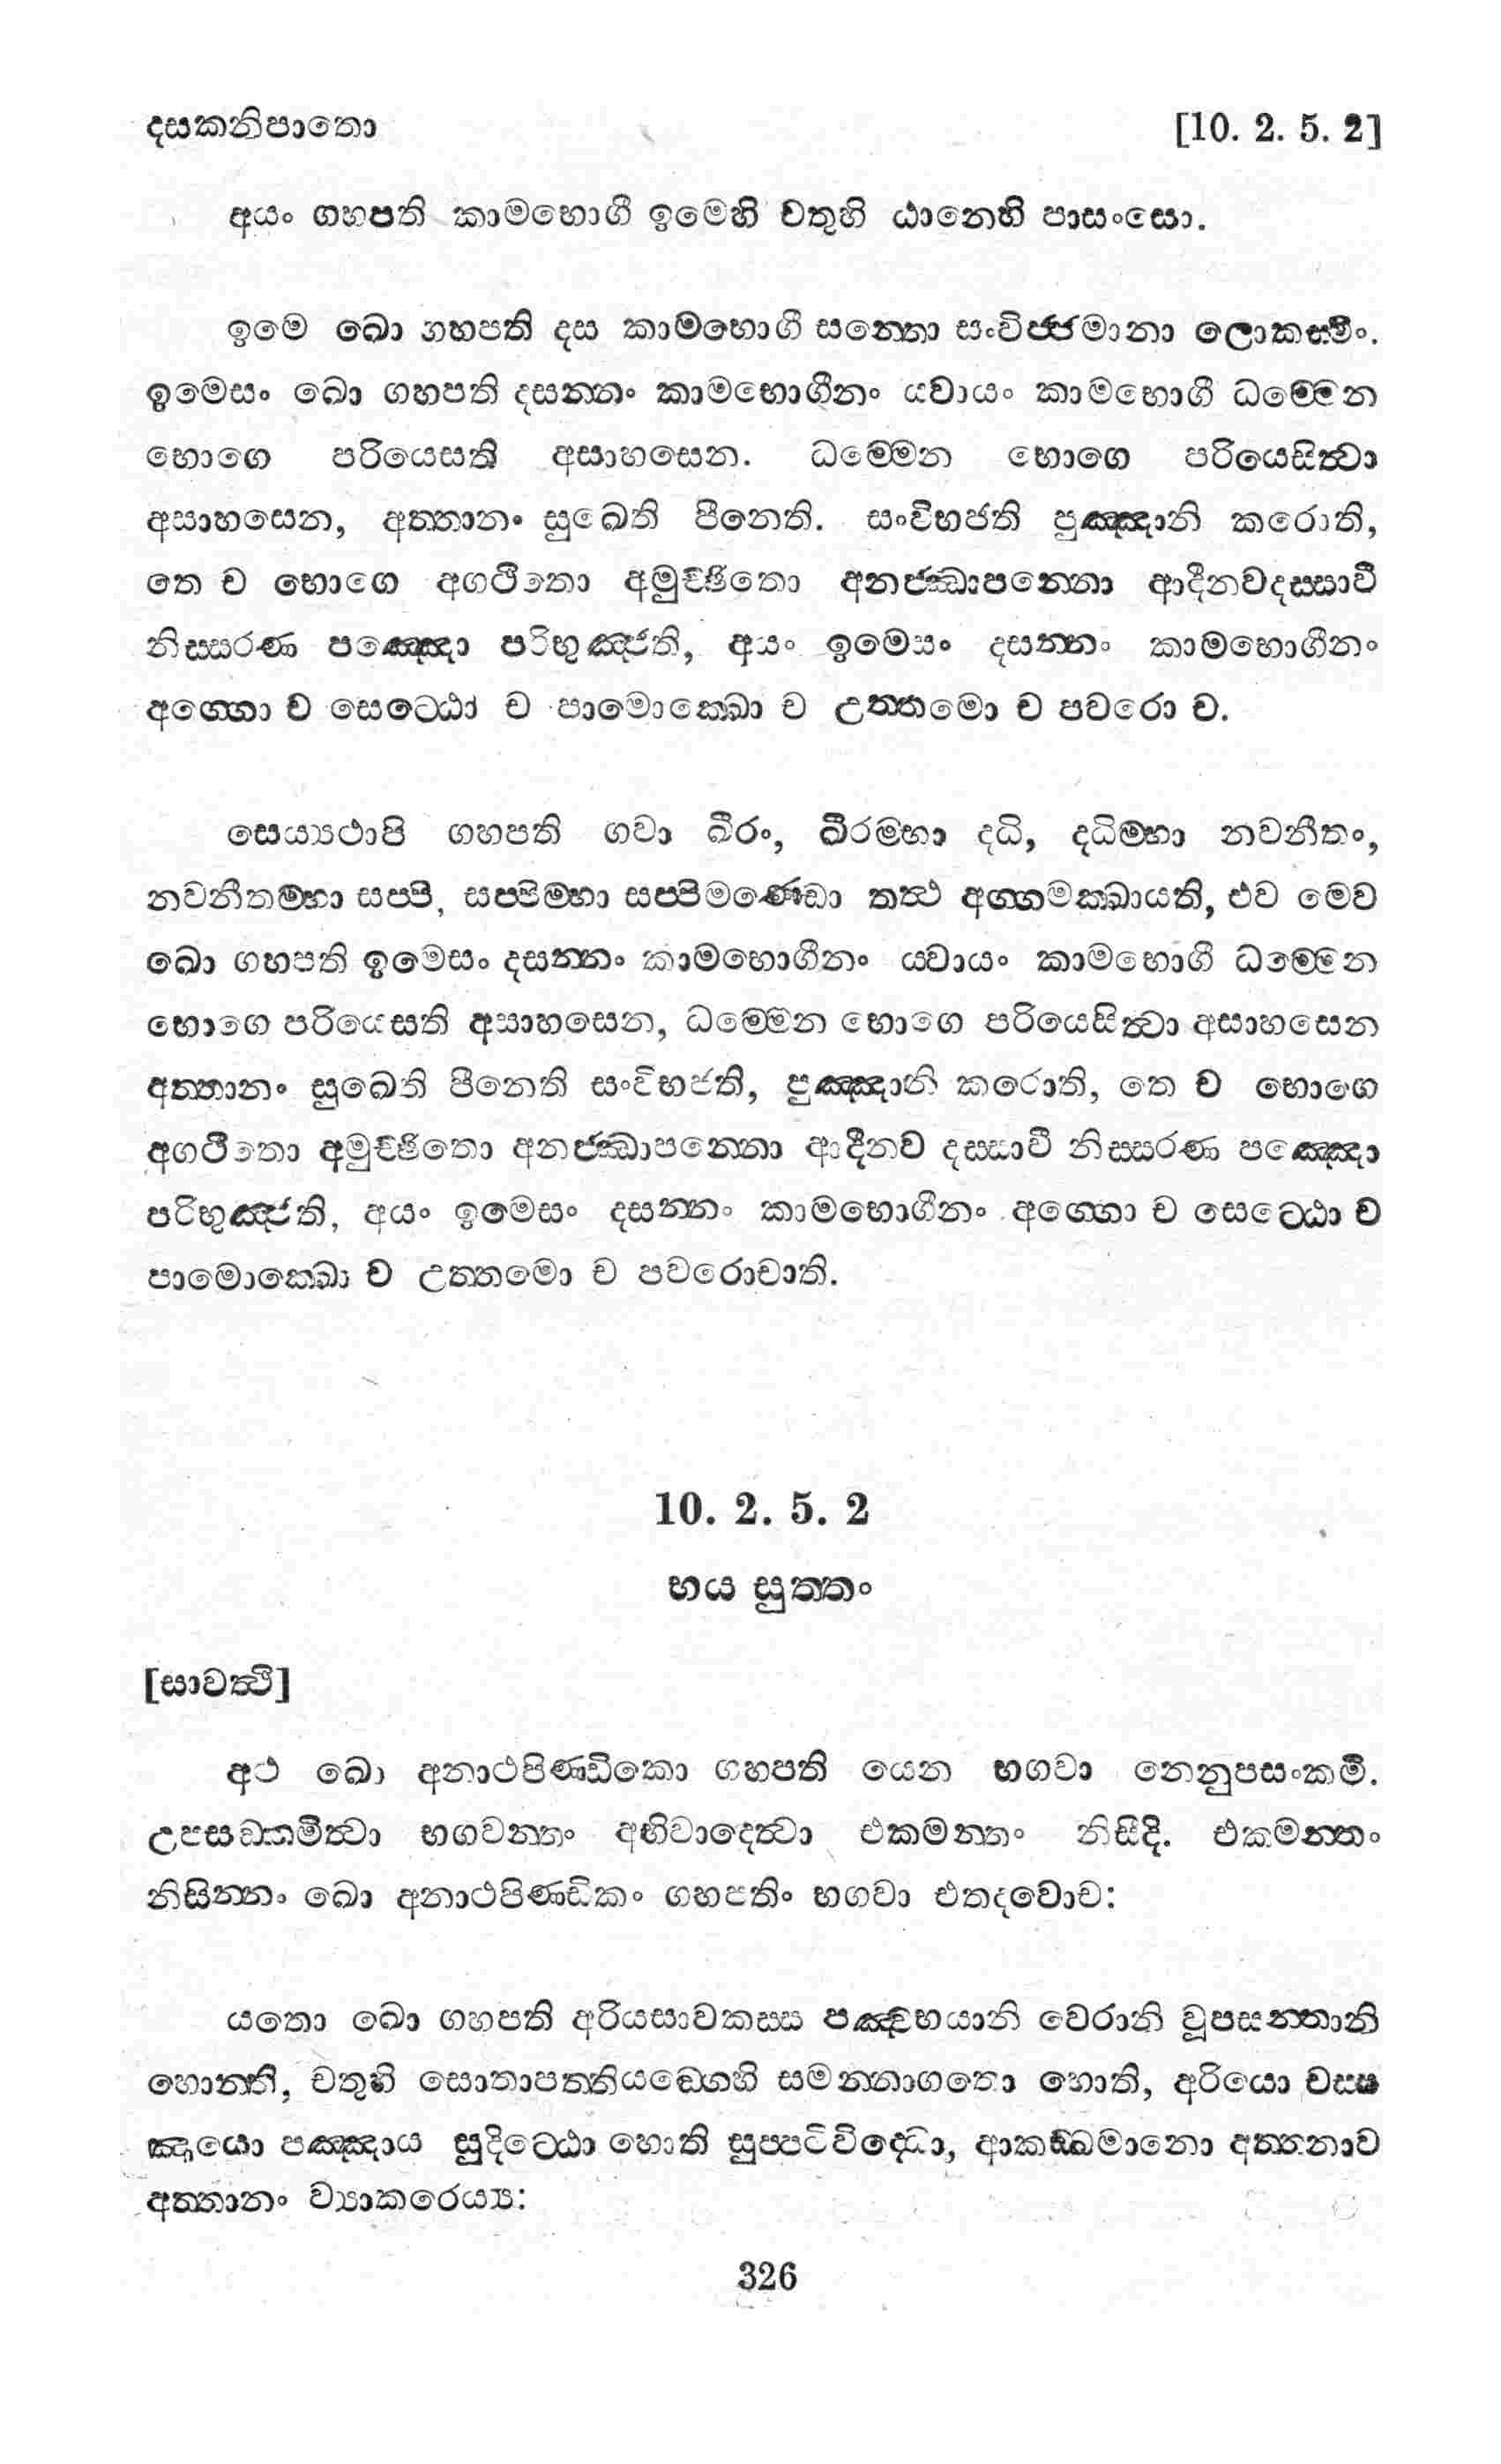 දසකනිපාතො [10. 2. 5. 2]
අයං ගහපති කාමභොගී ඉමෙහි චතුහි ඨානෙහි පාසංසො.
ඉමෙ ඛො ගහපති දස කාමභොගී සන්තො සංවිජ්ජමානා ලොකස්මිං.
ඉමෙසං ඛො ගහපති දසන්නං කාමභොගීනං ය්වායං කාමභොගී ධම්මෙන
භොගෙ පරියෙසති අසාහසෙන. ධම්මෙන භොගෙ පරියෙසිත්වා
අසාහසෙන, අත්තානං සුඛෙති පීනෙති. සංවිභජති පුඤ්ඤානි කරොති,
තෙ ච භොගෙ අගථිතො අමුච්ඡිතො අනජ්ඣාපන්නො ආදීනවදස්සාවී
නිස්සරණ පඤ්ඤො පරිභුඤ්ජති, අයං ඉමෙසං දසන්නං කාමභොගීනං
අග්ගො ච සෙට්ඨො ච පාමොක්ඛො ච උත්තමො ච පවරො ච.
සෙය්‍යථාපි ගහපති ගවා ඛීරං, ඛීරම්හා දධි, දධිම්හා නවනීතං,
නවනීතම්හා සප්පි, සප්පිම්හා සප්පිමණ්ඩො තත්‍ථ අග්ගමක්ඛායති, එව මෙව
ඛො ගහපති ඉමෙසං දසන්නං කාමභොගීනං ය්වායං කාමභොගී ධම්මෙන
භොගෙ පරියෙසති අසාහසෙන, ධම්මෙන භොගෙ පරියෙසිත්වා අසාහසෙන
අත්තානං සුඛෙති පීනෙති සංවිභජති, පුඤ්ඤානි කරොති, තෙ ච භොගෙ
අගථිතො අමුච්ඡිතො අනජ්ඣාපන්නො ආදීනව දස්සාවී නිස්සරණ පඤ්ඤො
පරිභුඤ්ජති, අයං ඉමෙසං දසන්නං කාමභොගීනං අග්ගො ච සෙට්ඨො ච
පාමොක්ඛො ච උත්තමො ච පවරොචාති.
10. 2. 5. 2
භය සුත්තං
[සාවත්‍ථි]
අථ ඛො අනාථපිණ්ඩිකො ගහපති යෙන භගවා තෙනුපසංකමි.
උපසඞ්කමිත්වා භගවන්තං අභිවාදෙත්වා එකමන්තං නිසීදි. එකමන්තං
නිසින්නං ඛො අනාථපිණ්ඩිකං ගහපතිං භගවා එතදවොච:
යතො ඛො ගහපති අරියසාවකස්ස පඤ්චභයානි වෙරානි වූපසන්තානි
හොන්ති, චතුහි සොතාපත්තියඞ්ගෙහි සමන්නාගතො හොති, අරියො චස්ස
ඤායො පඤ්ඤාය සුදිට්ඨො හොති සුප්පටිවිද්ධො, ආකඞ්ඛමානො අත්තනාව
අත්තානං ව්‍යාකරෙය්‍ය:
326